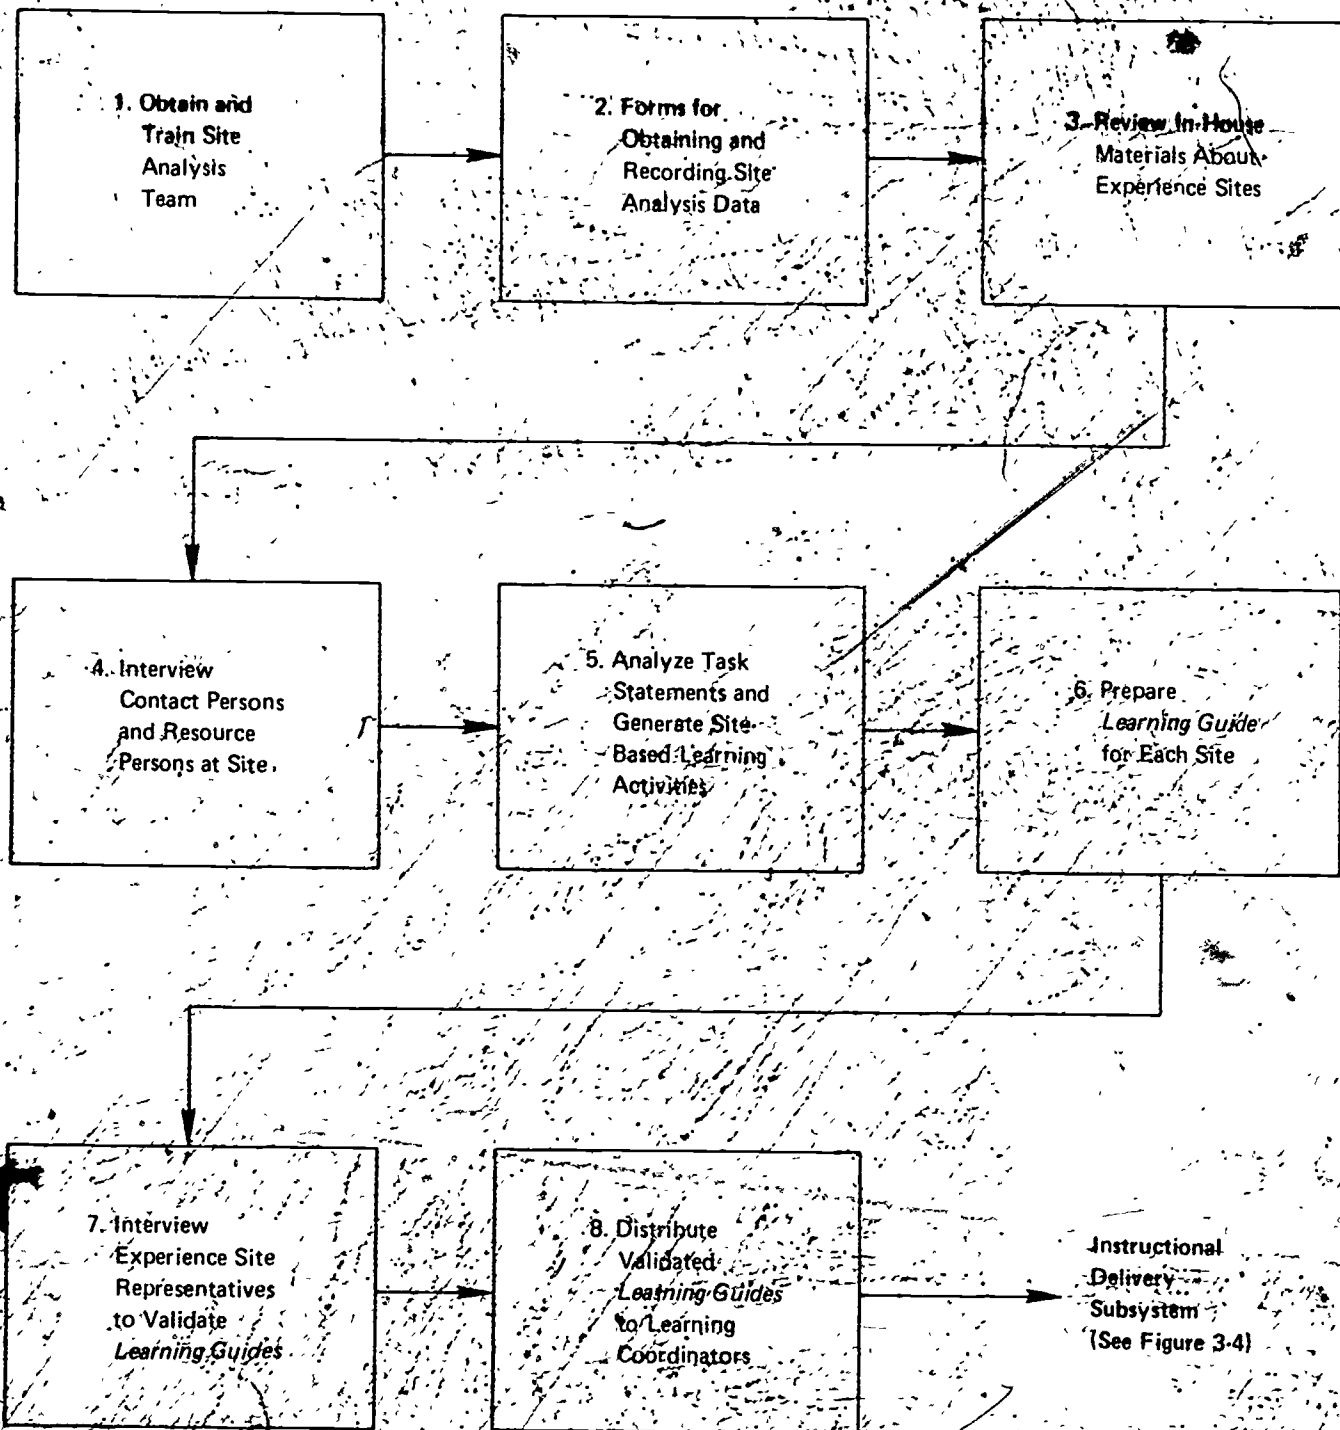 1. Obtain and
Train Site
Analysis
Team
2. Forms for
Obtaining and
Recording Site
Analysis Data
3. Review In-House
Materials About
Experience Sites
4. Interview
Contact Persons
and Resource
Persons at Site
5. Analyze Task
Statements and
Generate Site-
Based Learning
Activities
6. Prepare
Learning Guide
for Each Site
7. Interview
Experience Site
Representatives
to Validate
Learning Guides
8. Distribute
Validated
Learning Guides
to Learning
Coordinators
Instructional
Delivery
Subsystem
(See Figure 3-4)